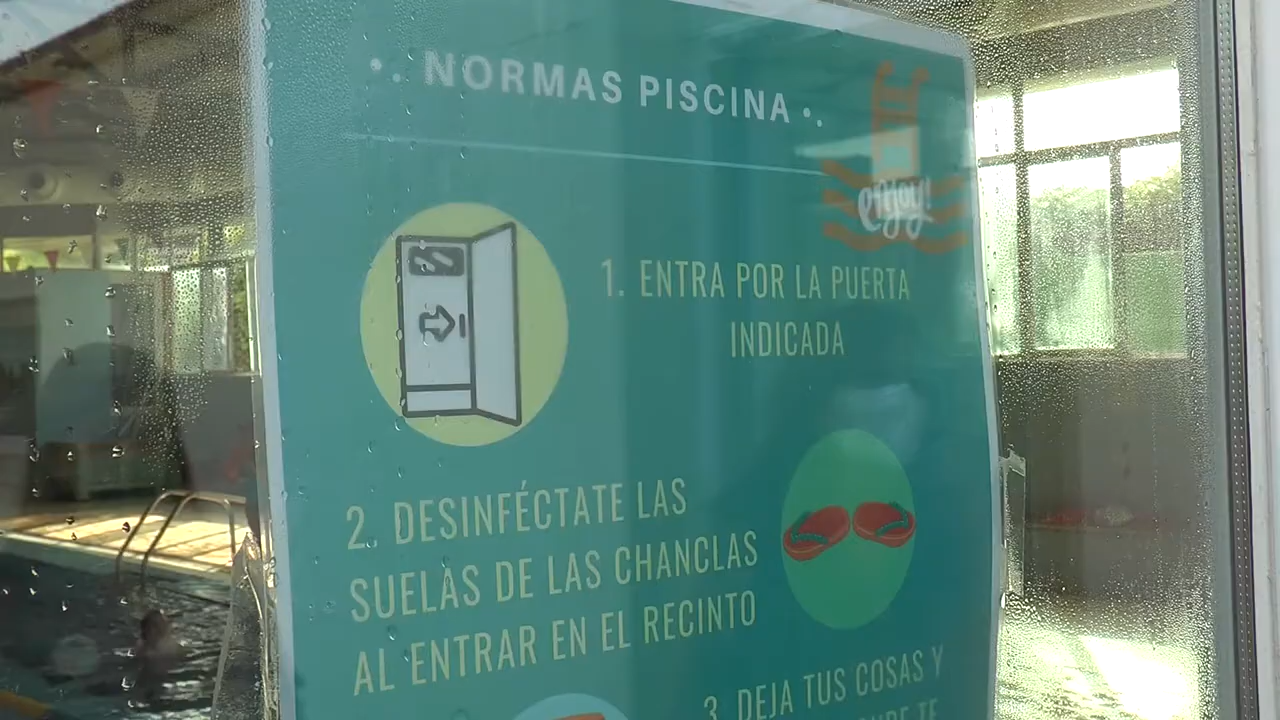 NORMAS PISCINA
enjoy!
1. ENTRA POR LA PUERTA
INDICADA
2. DESINFÉCTATE LAS
SUELAS DE LAS CHANCLAS
AL ENTRAR EN EL RECINTO
3. DEJA TUS COSAS Y
TE